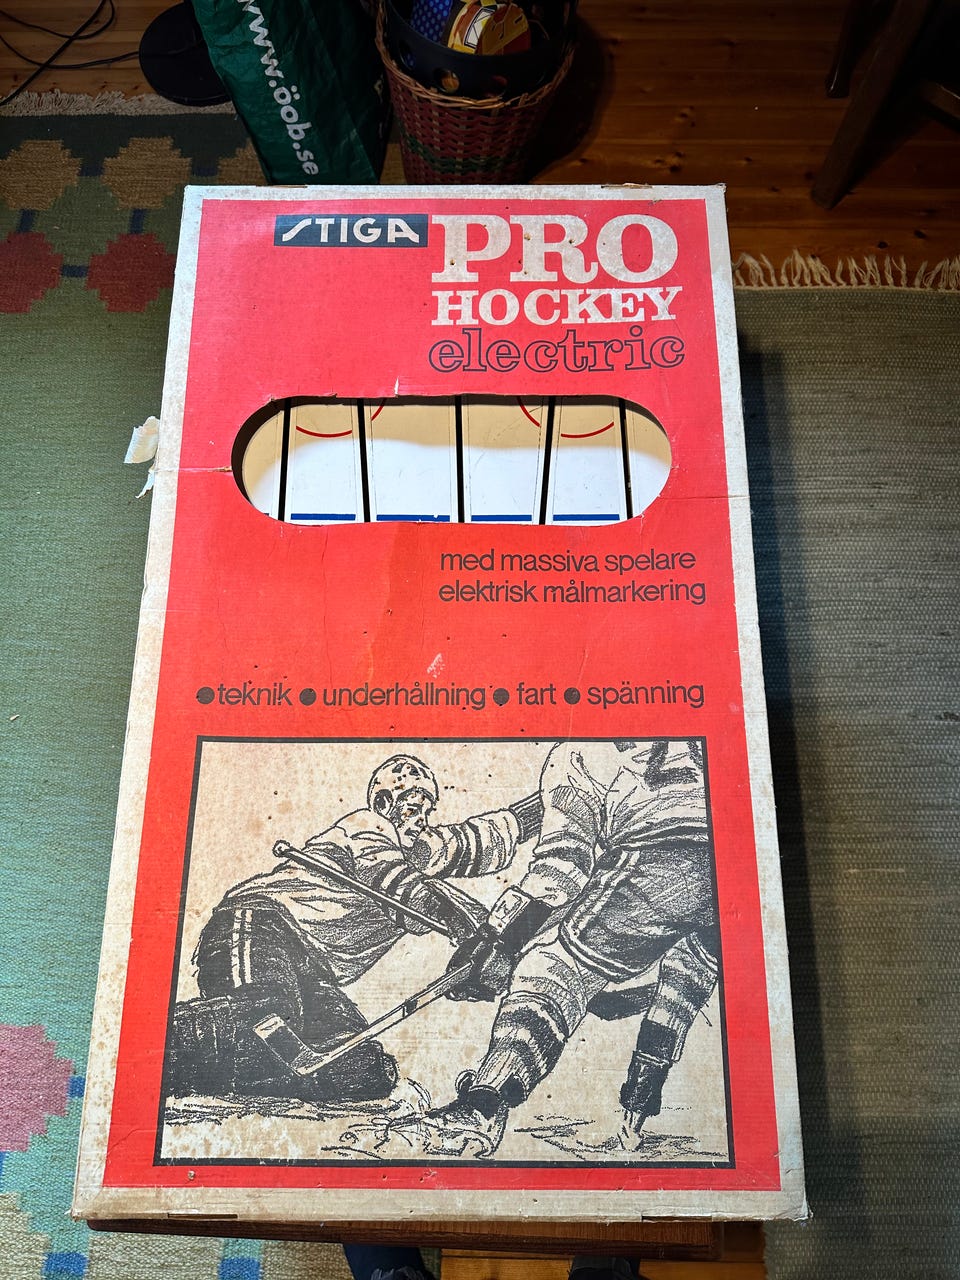 www.öob.se
STIGA
PRO
HOCKEY
electric
med massiva spelare
elektrisk målmarkering
● teknik ● underhållning ● fart ● spänning